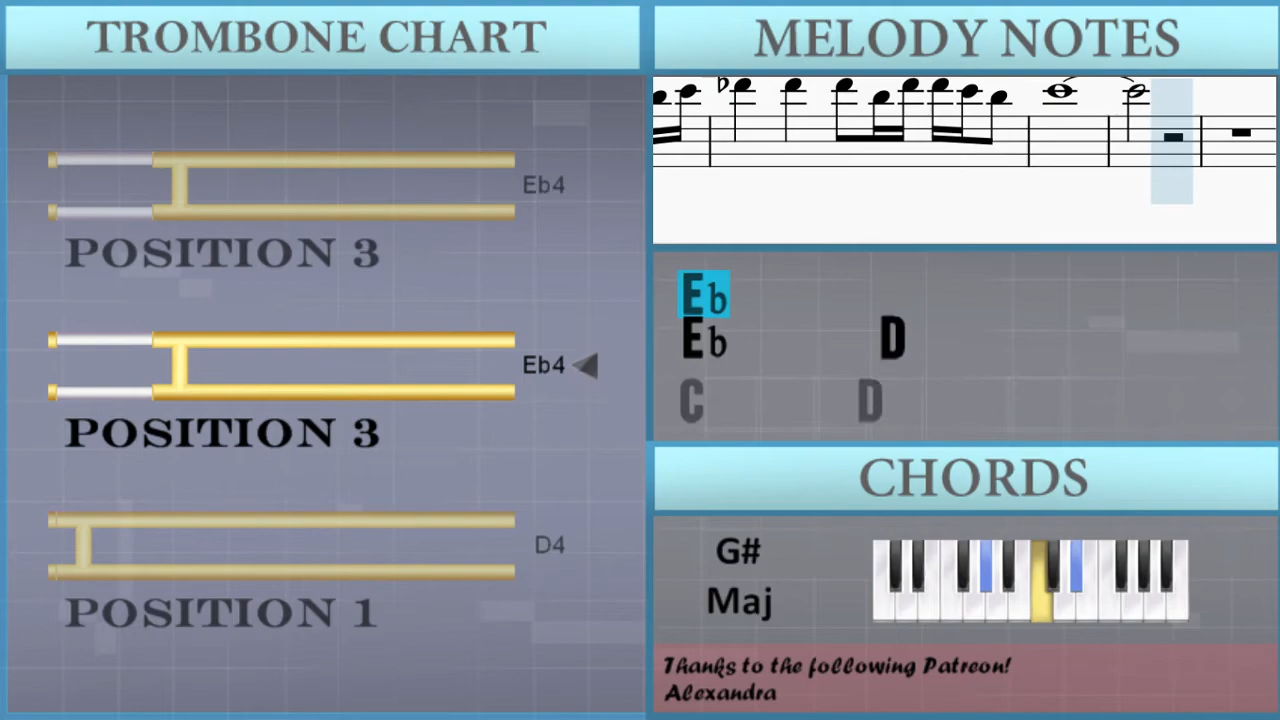 TROMBONE CHART
Eb4
POSITION 3
Eb4
POSITION 3
D4
POSITION 1
MELODY NOTES
Eb
Eb D
C D
CHORDS
G#
Maj
Thanks to the following Patreon!
Alexandra